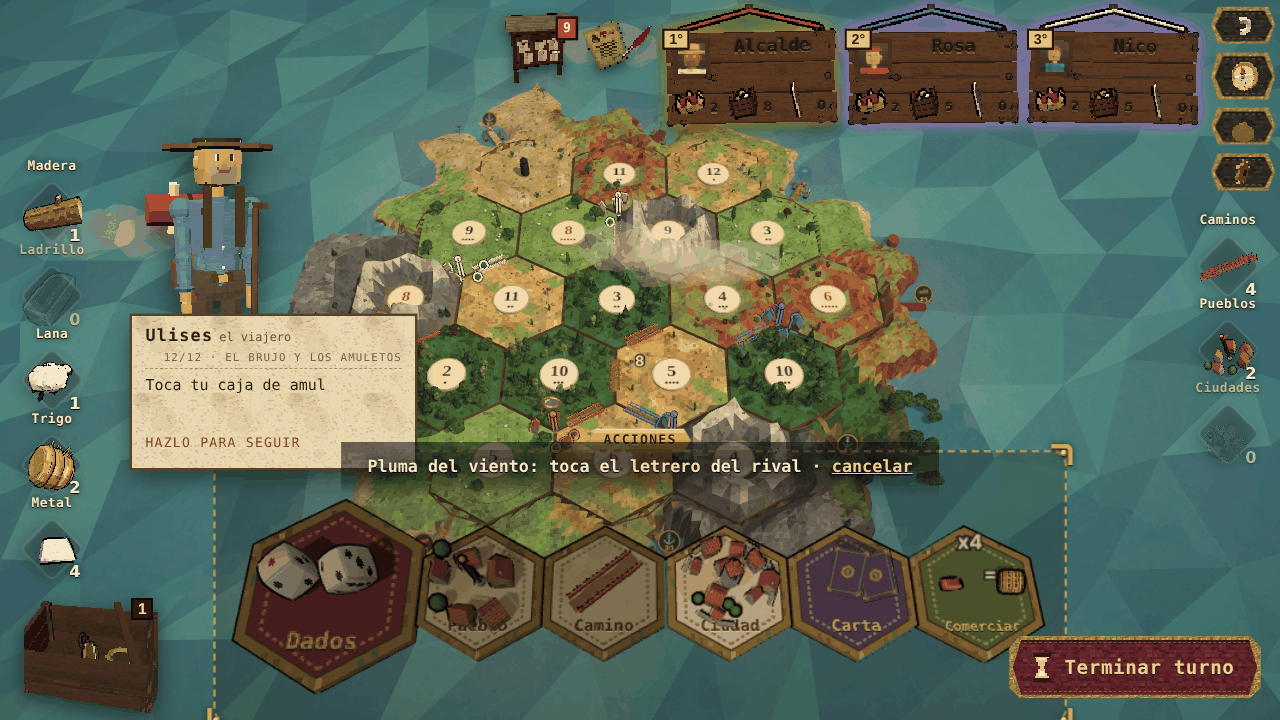 9
1° Alcalde
2 8 0
2° Rosa
2 5 0
3° Nico
2 5 0
Madera
1
Ladrillo
0
Lana
1
Trigo
2
Metal
4
1
Caminos
4
Pueblos
2
Ciudades
0
11
12
9
8
9
3
8
11
3
4
6
2
10
8
5
10
Ulises el viajero
12/12 · EL BRUJO Y LOS AMULETOS
Toca tu caja de amul
HAZLO PARA SEGUIR
ACCIONES
Pluma del viento: toca el letrero del rival · cancelar
Dados
Pueblo
Camino
Ciudad
Carta
x4
Comerciar
Terminar turno